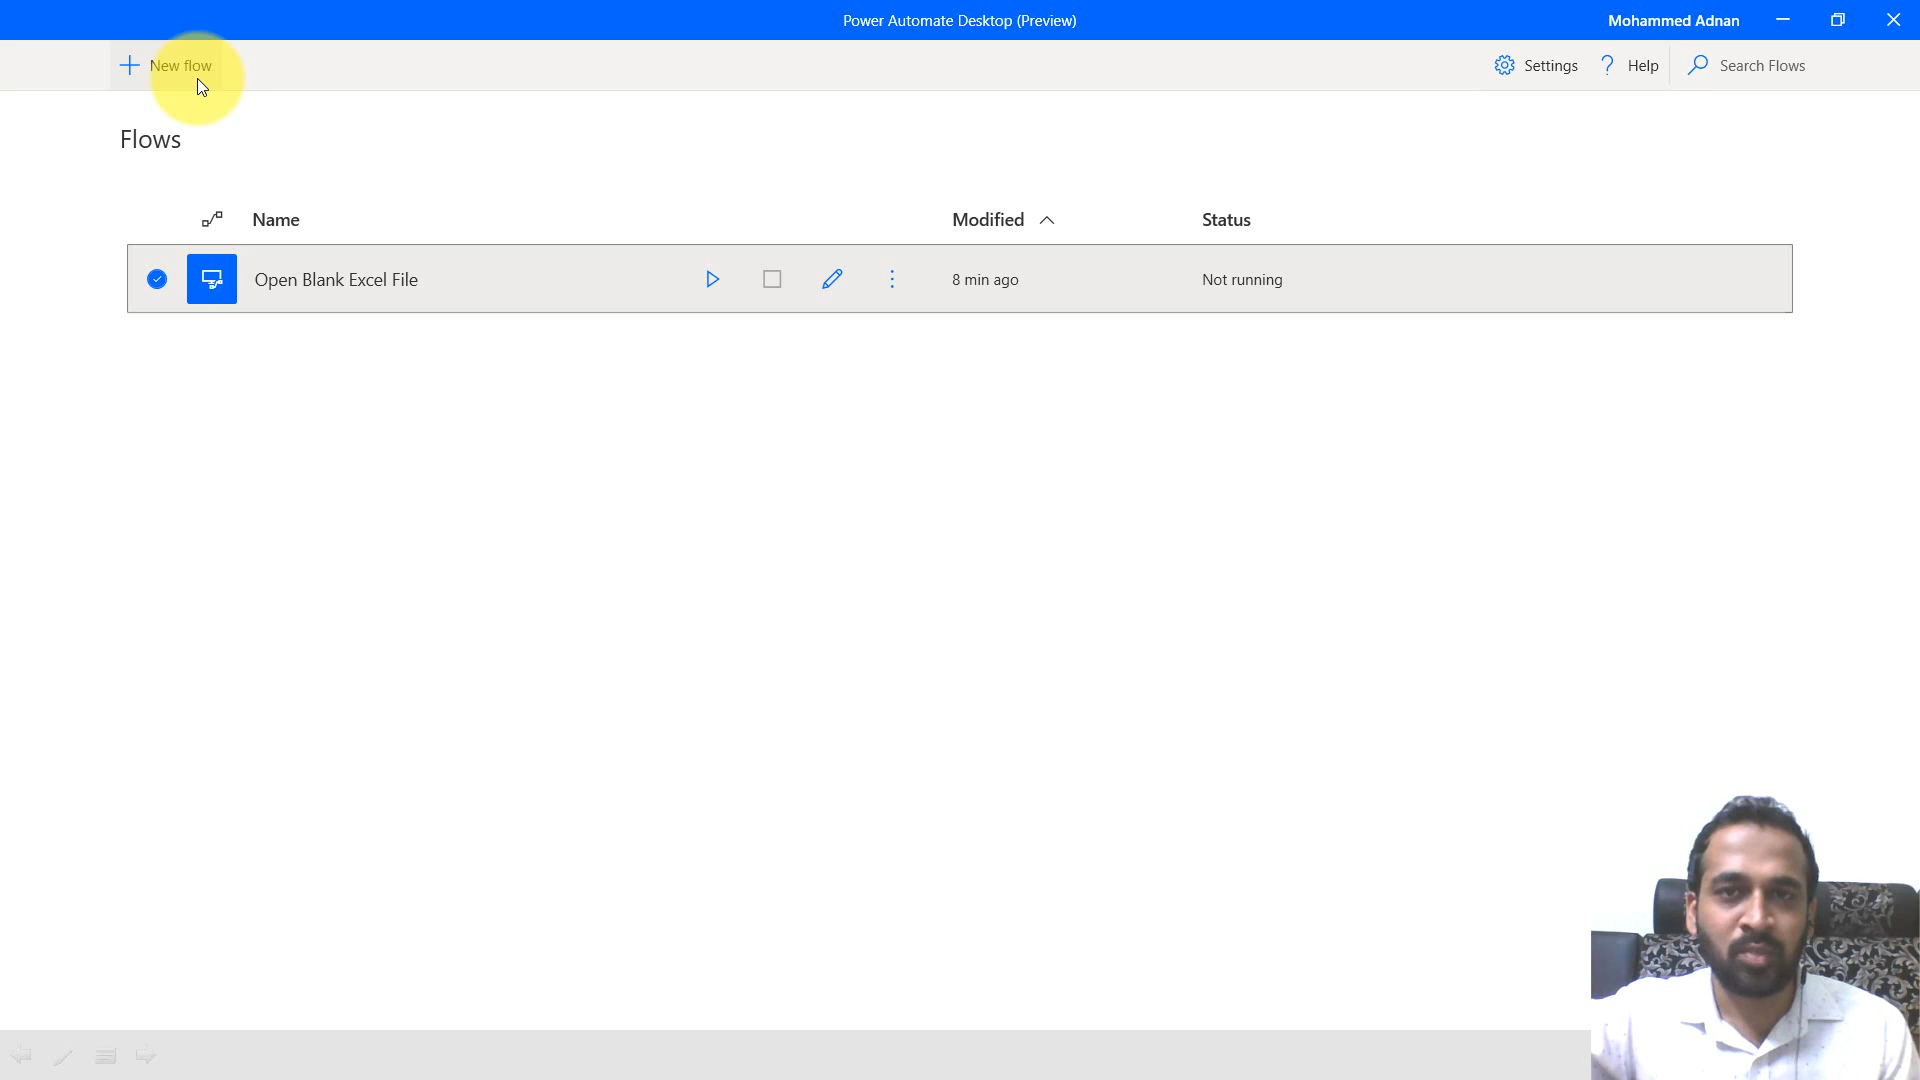 Power Automate Desktop (Preview)
Mohammed Adnan
New flow
Settings
Help
Search Flows
Flows
Name
Modified
Status
Open Blank Excel File
8 min ago
Not running